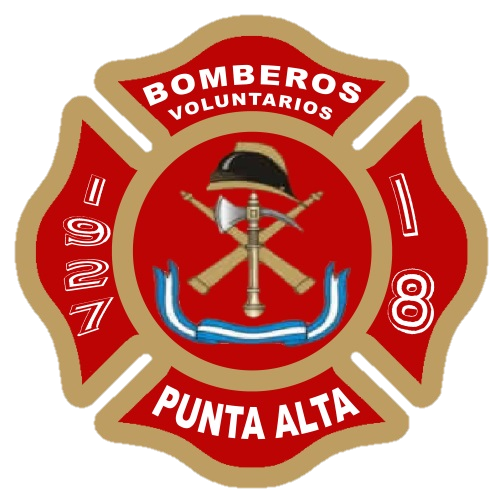 BOMBEROS
VOLUNTARIOS
1927
18
PUNTA ALTA